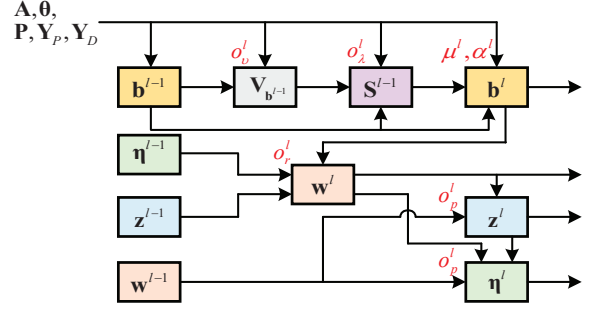 A, θ,
P, Y_P, Y_D
o_υ^l o_λ^l μ^l, α^l
b^{l-1} V_{b^{l-1}} S^{l-1} b^l
η^{l-1} o_r^l
w^l
z^{l-1} o_p^l z^l
w^{l-1} o_p^l η^l